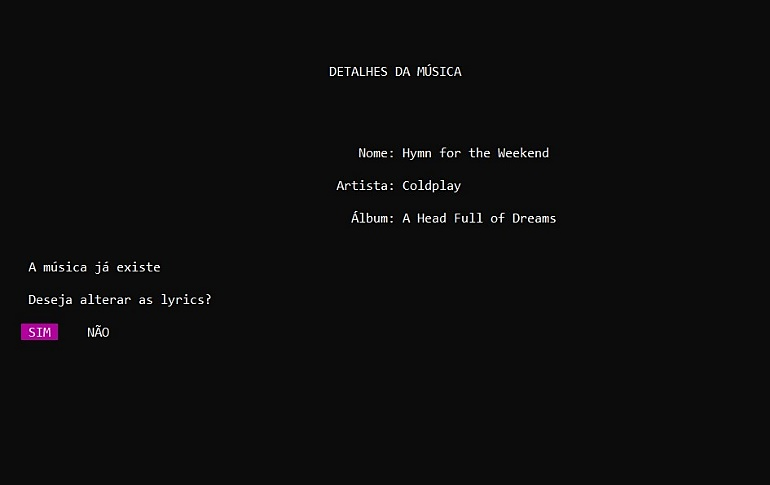 DETALHES DA MÚSICA
Nome: Hymn for the Weekend
Artista: Coldplay
Álbum: A Head Full of Dreams
A música já existe
Deseja alterar as lyrics?
SIM NÃO